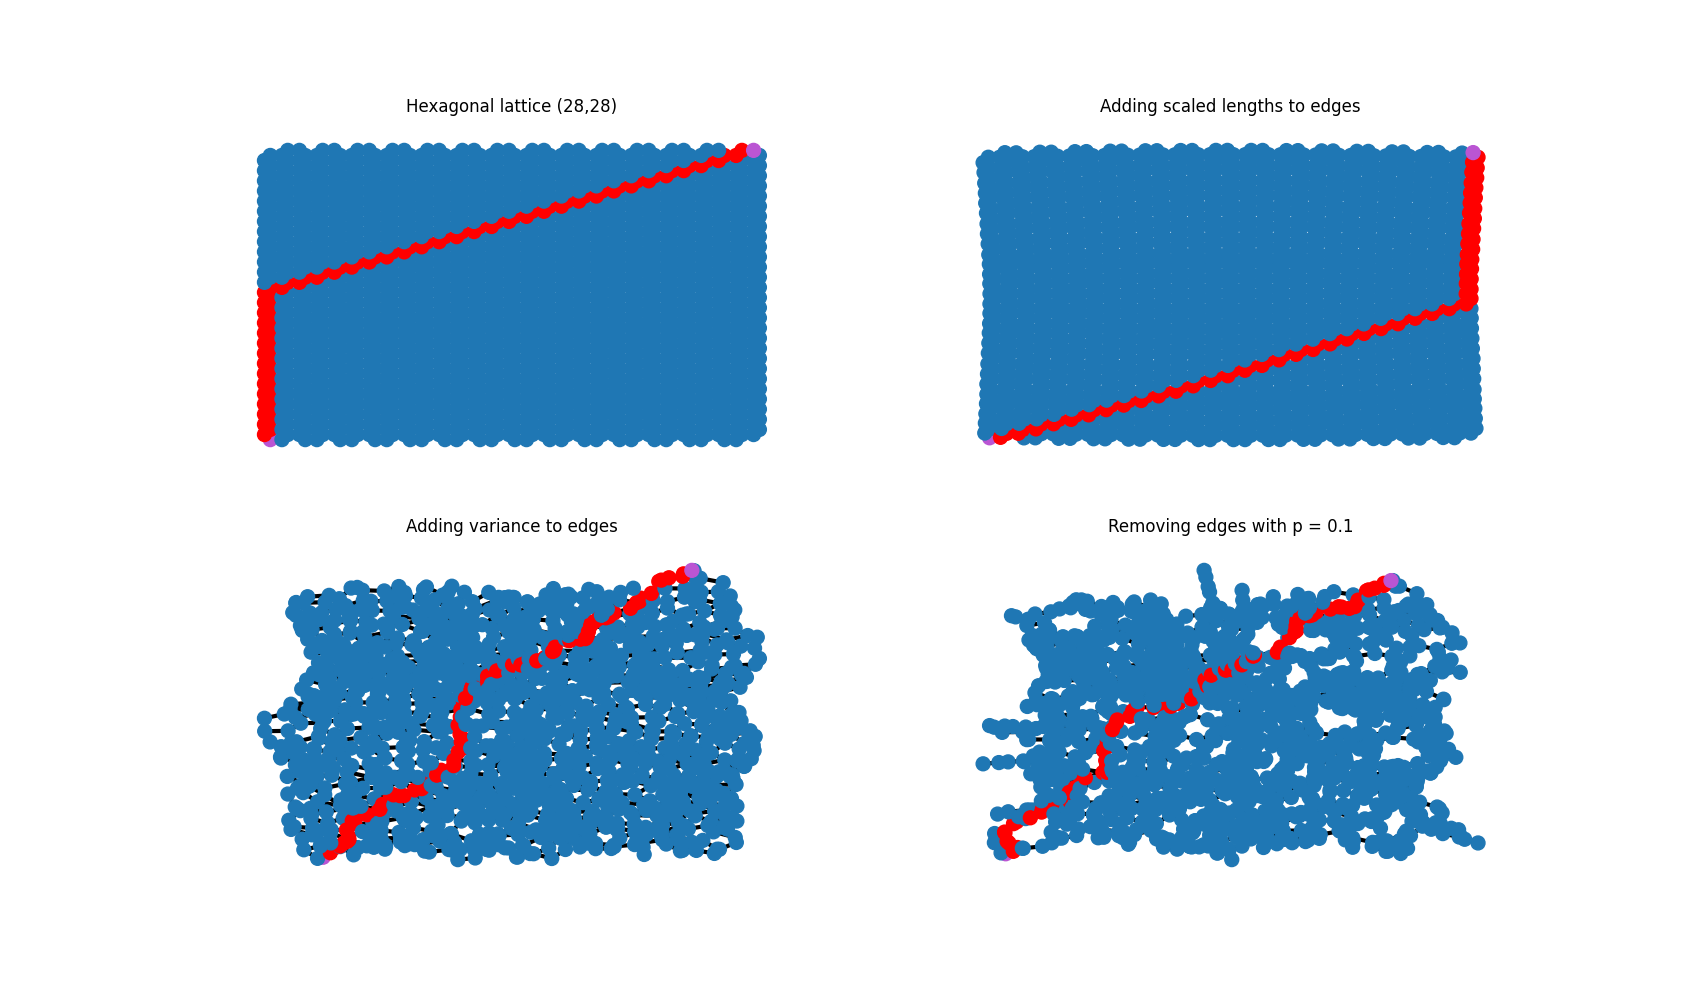 Hexagonal lattice (28,28)
Adding scaled lengths to edges
Adding variance to edges
Removing edges with p = 0.1